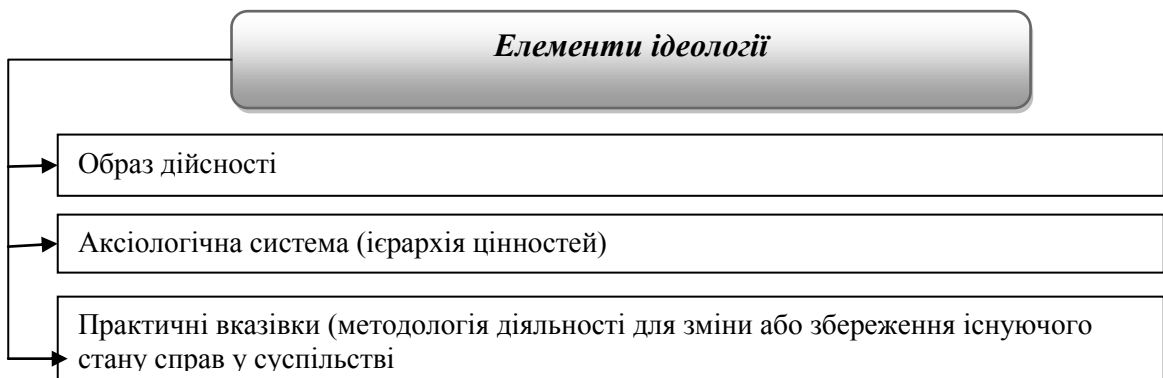 Елементи ідеології
Образ дійсності
Аксіологічна система (ієрархія цінностей)
Практичні вказівки (методологія діяльності для зміни або збереження існуючого
стану справ у суспільстві